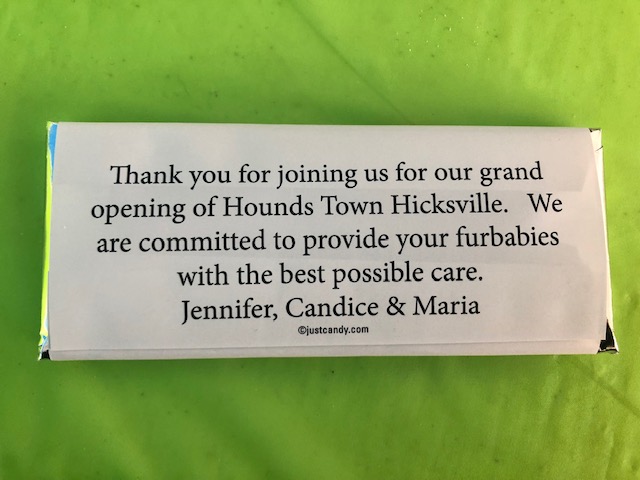 Thank you for joining us for our grand
opening of Hounds Town Hicksville.   We
are committed to provide your furbabies
with the best possible care.
Jennifer, Candice & Maria
©justcandy.com